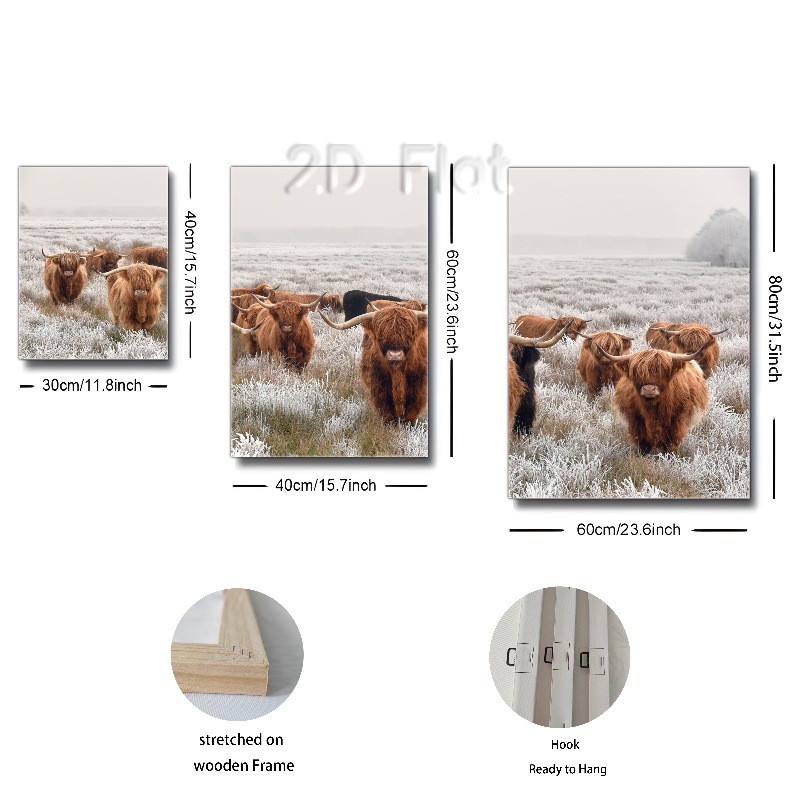 2D Flat
40cm/15.7inch
30cm/11.8inch
60cm/23.6inch
40cm/15.7inch
80cm/31.5inch
60cm/23.6inch
stretched on
wooden Frame
Hook
Ready to Hang